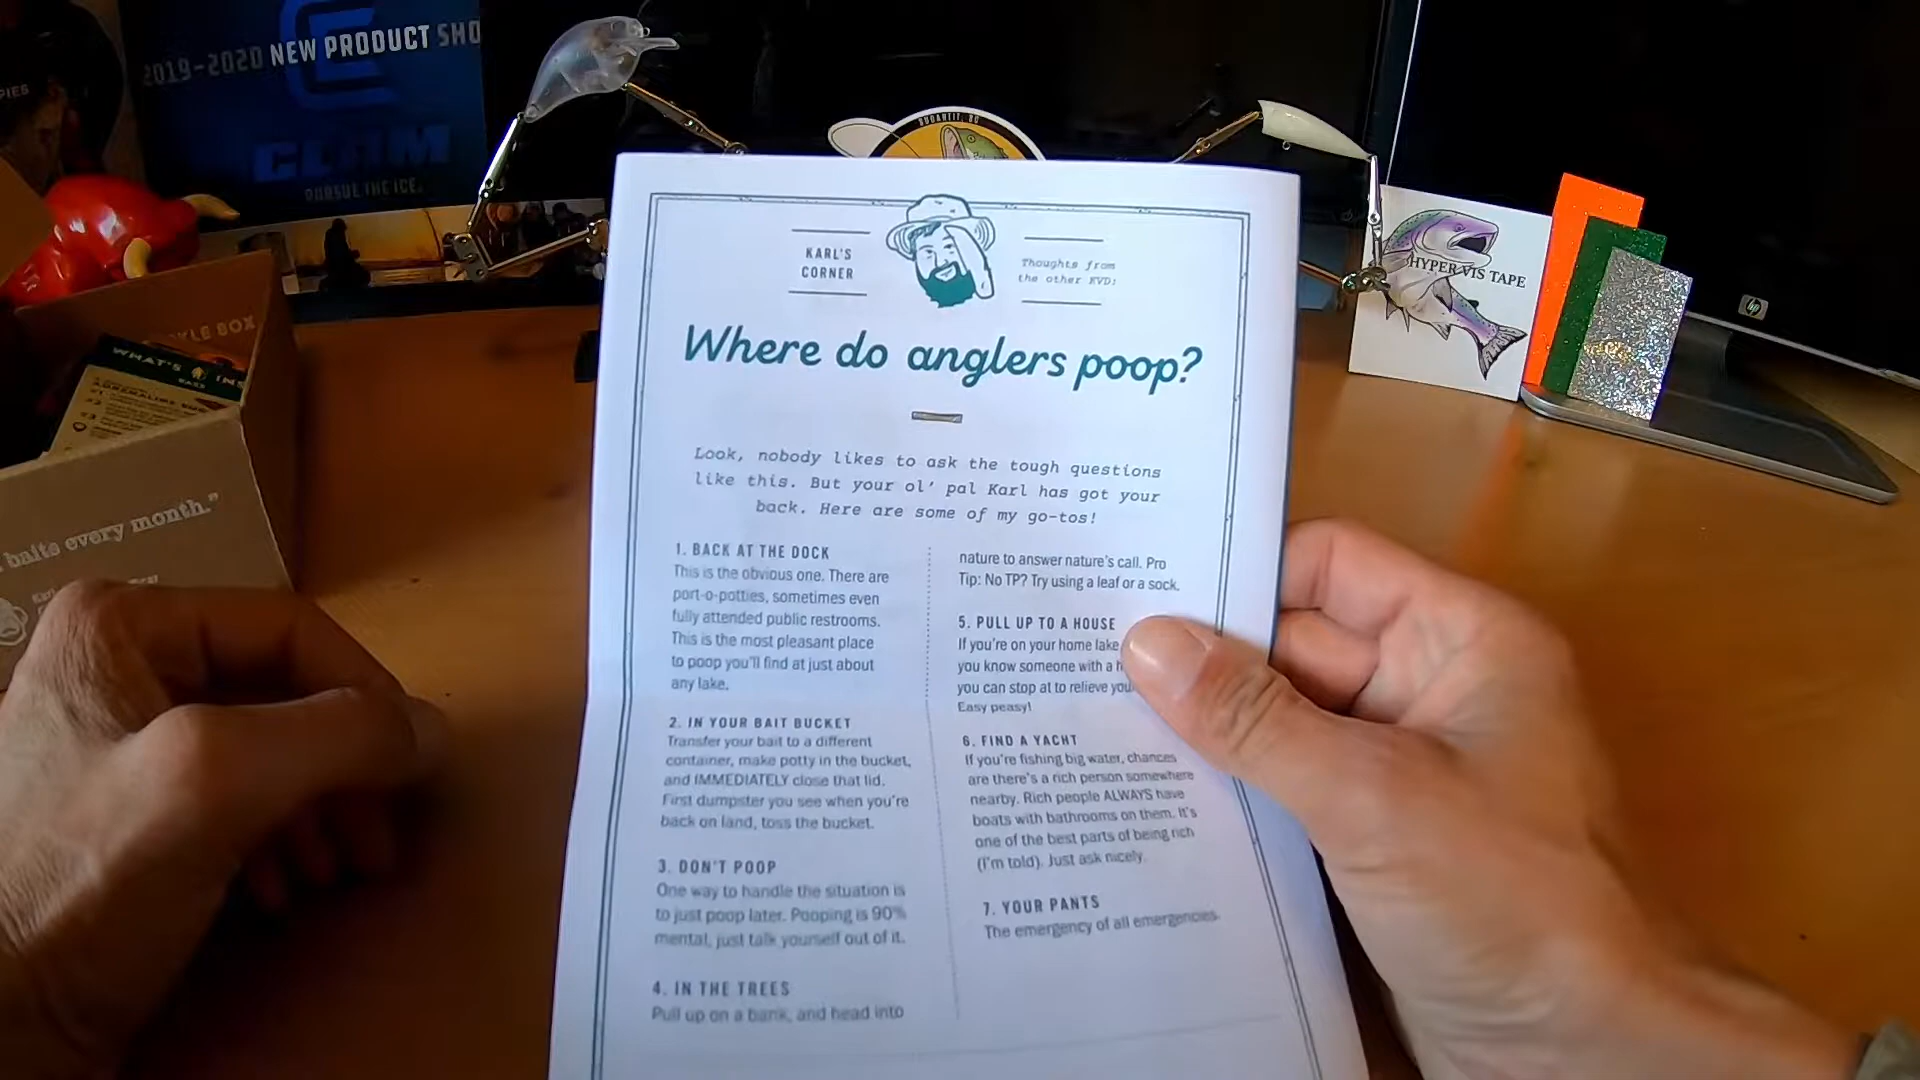 2019-2020 NEW PRODUCT SHO
CLAM
PURSUE THE ICE.
PIES
KLE BOX
WHAT'S INS
BASS
baits every month."
HYPER VIS TAPE
hp
KARL'S
CORNER
Thoughts from
the other KVD:
Where do anglers poop?
Look, nobody likes to ask the tough questions
like this. But your ol' pal Karl has got your
back. Here are some of my go-tos!
1. BACK AT THE DOCK
This is the obvious one. There are
port-o-potties, sometimes even
fully attended public restrooms.
This is the most pleasant place
to poop you'll find at just about
any lake.
2. IN YOUR BAIT BUCKET
Transfer your bait to a different
container, make potty in the bucket,
and IMMEDIATELY close that lid.
First dumpster you see when you're
back on land, toss the bucket.
3. DON'T POOP
One way to handle the situation is
to just poop later. Pooping is 90%
mental, just talk yourself out of it.
4. IN THE TREES
Pull up on a bank, and head into
nature to answer nature's call. Pro
Tip: No TP? Try using a leaf or a sock.
5. PULL UP TO A HOUSE
If you're on your home lake
you know someone with a h
you can stop at to relieve you
Easy peasy!
6. FIND A YACHT
If you're fishing big water, chances
are there's a rich person somewhere
nearby. Rich people ALWAYS have
boats with bathrooms on them. It's
one of the best parts of being rich
(I'm told). Just ask nicely.
7. YOUR PANTS
The emergency of all emergencies.